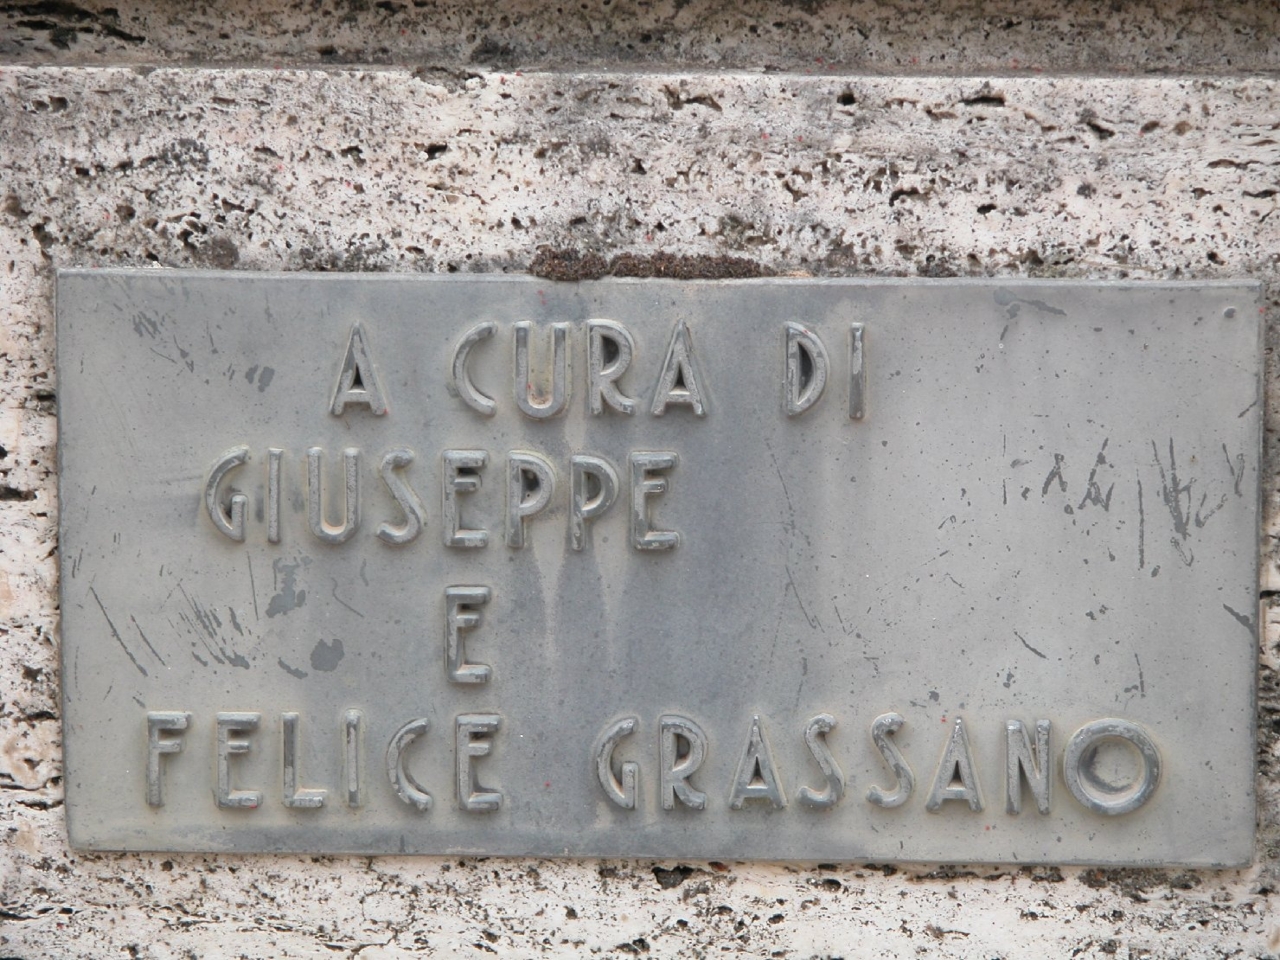 A CURA DI
GIUSEPPE
E
FELICE GRASSANO